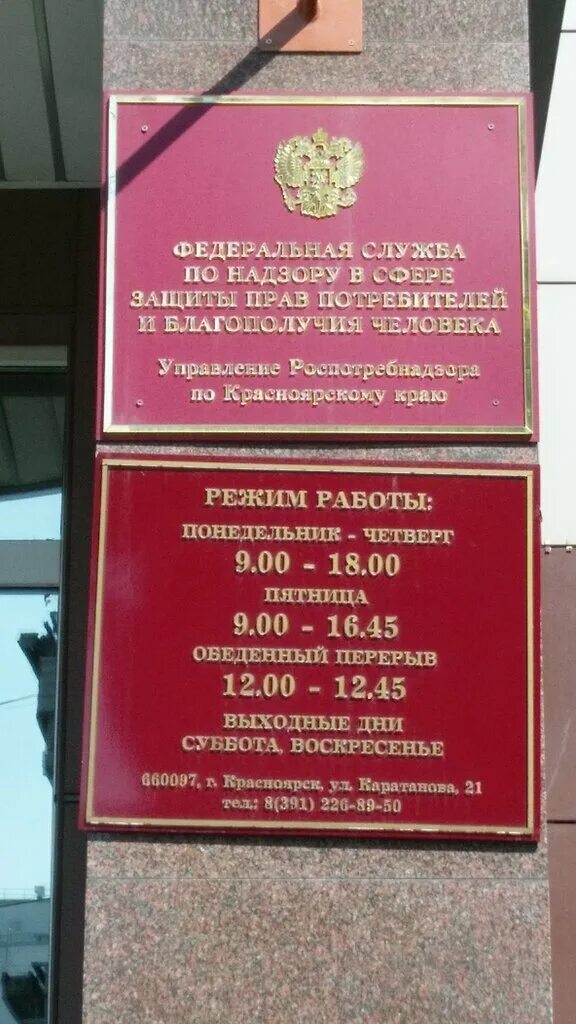 ФЕДЕРАЛЬНАЯ СЛУЖБА
ПО НАДЗОРУ В СФЕРЕ
ЗАЩИТЫ ПРАВ ПОТРЕБИТЕЛЕЙ
И БЛАГОПОЛУЧИЯ ЧЕЛОВЕКА
Управление Роспотребнадзора
по Красноярскому краю
РЕЖИМ РАБОТЫ:
ПОНЕДЕЛЬНИК - ЧЕТВЕРГ
9.00 - 18.00
ПЯТНИЦА
9.00 - 16.45
ОБЕДЕННЫЙ ПЕРЕРЫВ
12.00 - 12.45
ВЫХОДНЫЕ ДНИ
СУББОТА, ВОСКРЕСЕНЬЕ
660097, г. Красноярск, ул. Каратанова, 21
тел.: 8(391) 226-89-50